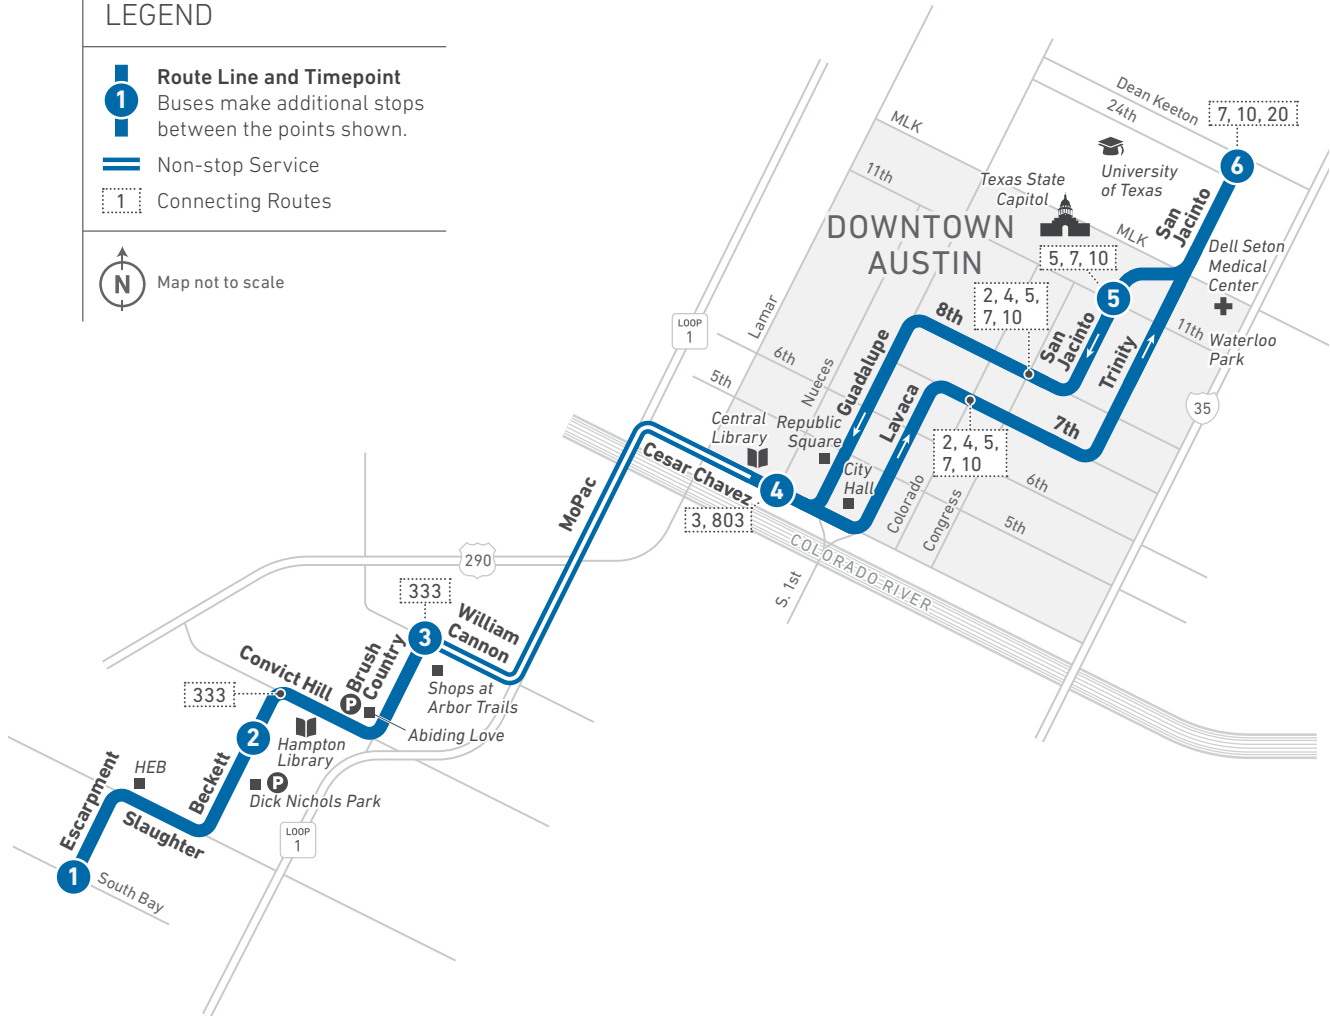 LEGEND
1
Route Line and Timepoint
Buses make additional stops
between the points shown.
Non-stop Service
1
Connecting Routes
N
Map not to scale
Dean Keeton
24th
7, 10, 20
6
MLK
11th
University
of Texas
Texas State
Capitol
MLK
San
Jacinto
DOWNTOWN
AUSTIN
5, 7, 10
5
Dell Seton
Medical
Center
2, 4, 5,
7, 10
8th
San
Jacinto
Trinity
11th
Waterloo
Park
LOOP
1
Lamar
6th
5th
Nueces
Guadalupe
Lavaca
7th
35
Central
Library
Republic
Square
City
Hall
2, 4, 5,
7, 10
Colorado
Congress
6th
5th
Cesar Chavez
4
3, 803
MoPac
COLORADO RIVER
S. 1st
290
333
3
William
Cannon
Brush
Country
P
Shops at
Arbor Trails
Abiding Love
Convict Hill
333
2
Hampton
Library
Beckett
P
Dick Nichols Park
HEB
Escarpment
Slaughter
LOOP
1
1
South Bay